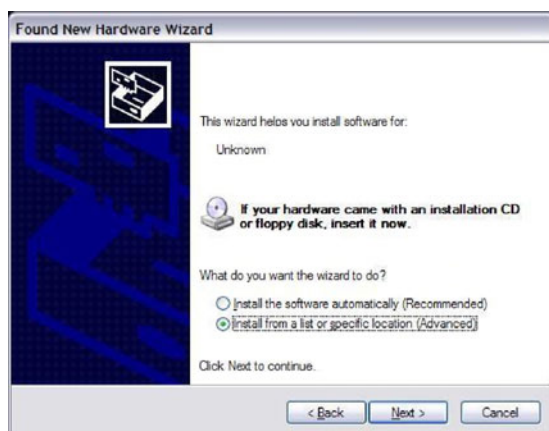 Found New Hardware Wizard
This wizard helps you install software for:
Unknown
If your hardware came with an installation CD
or floppy disk, insert it now.
What do you want the wizard to do?
Install the software automatically (Recommended)
Install from a list or specific location (Advanced)
Click Next to continue.
< Back
Next >
Cancel